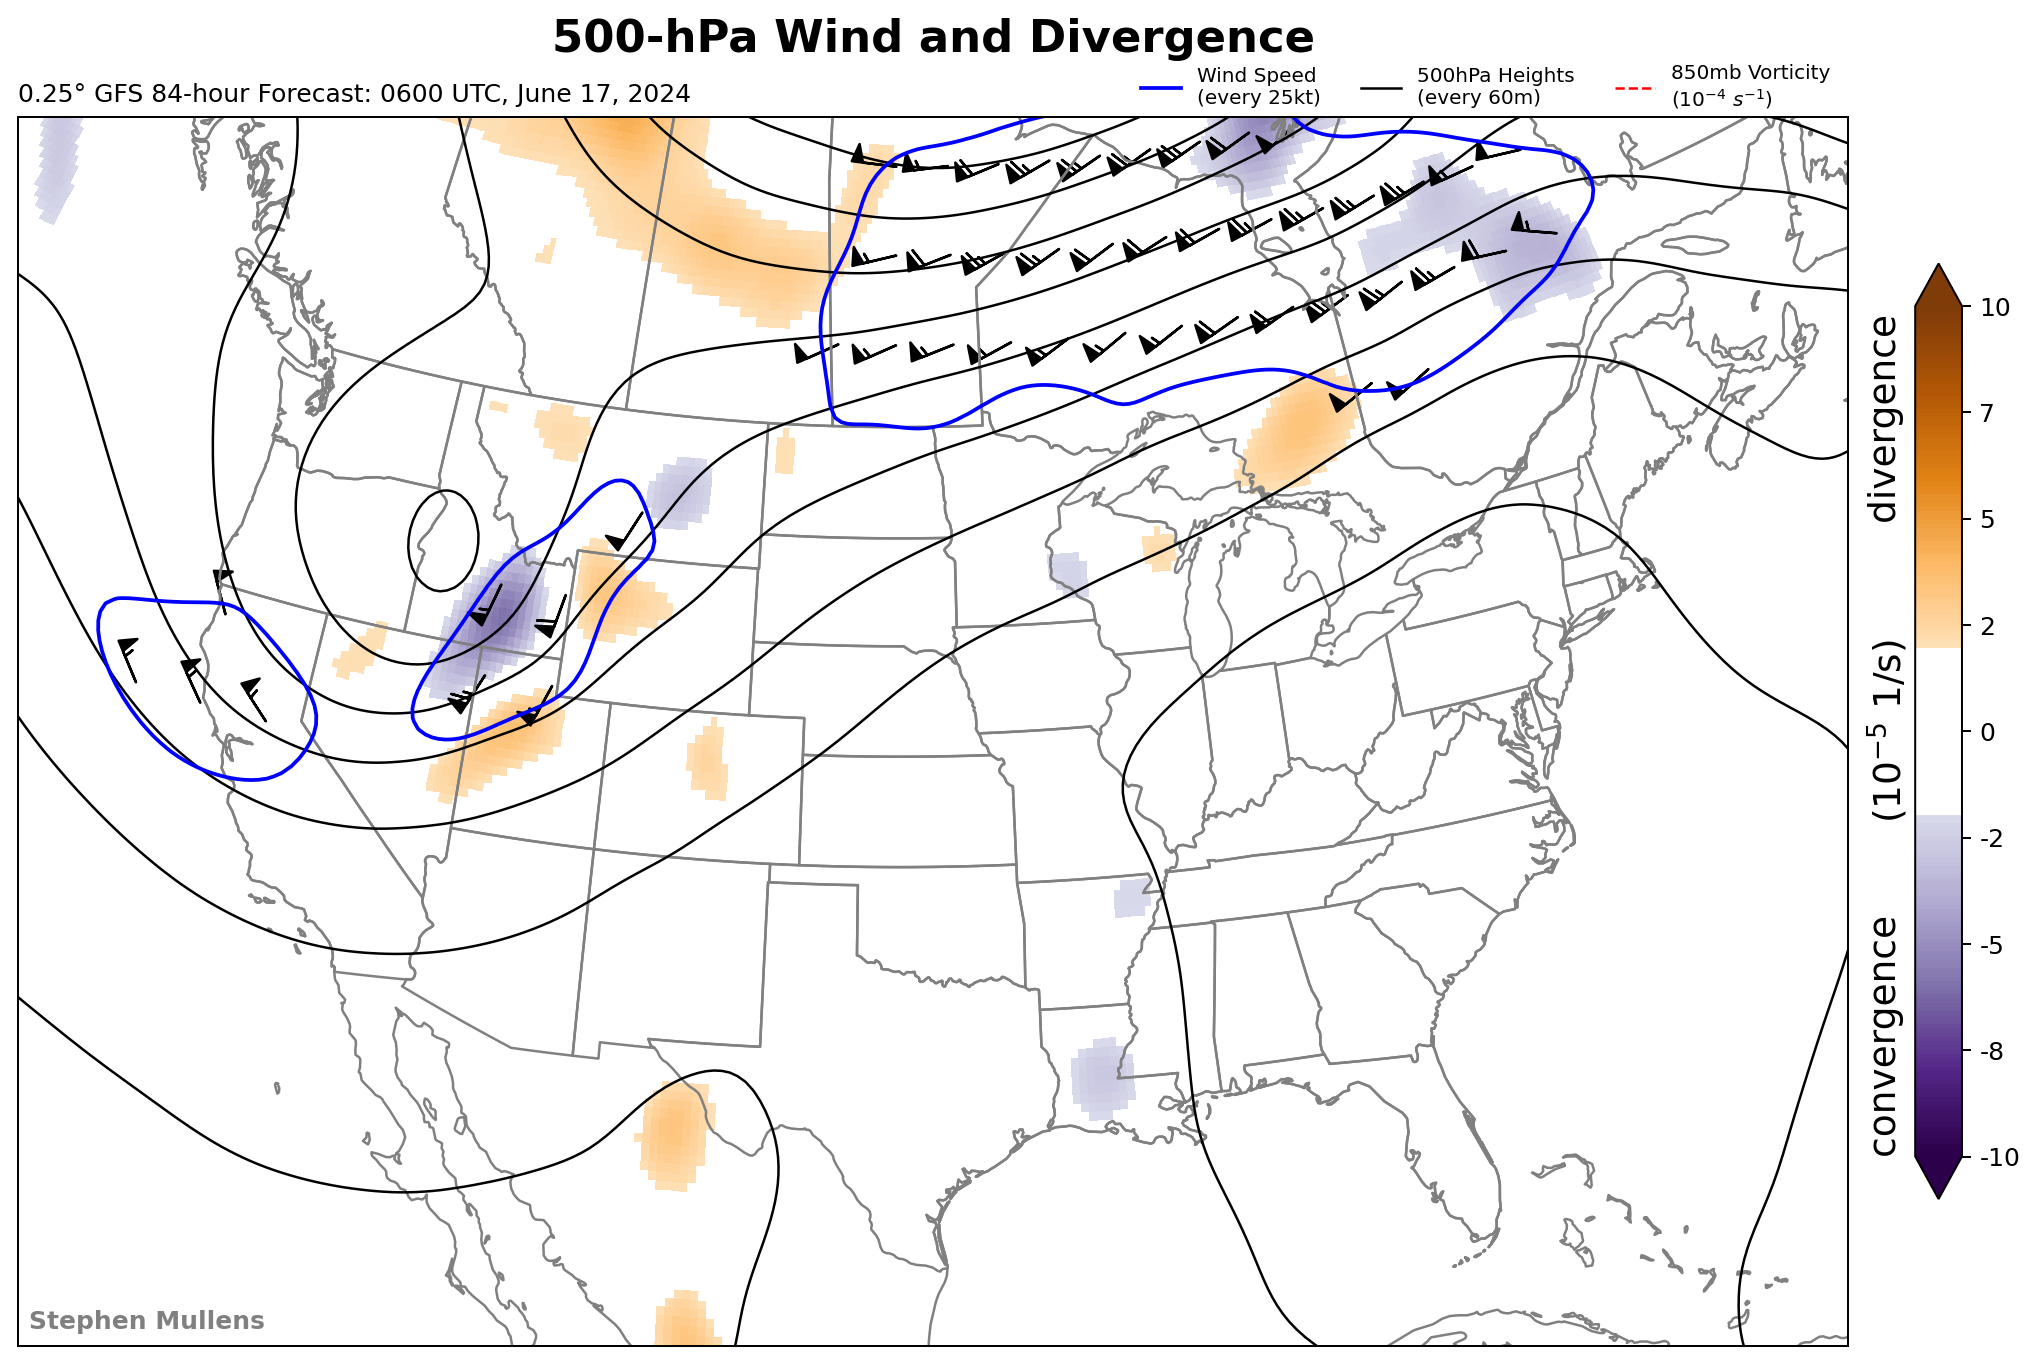 500-hPa Wind and Divergence
0.25° GFS 84-hour Forecast: 0600 UTC, June 17, 2024
Wind Speed
(every 25kt)
500hPa Heights
(every 60m)
850mb Vorticity
(10⁻⁴ s⁻¹)
10
7
5
2
0
-2
-5
-8
-10
convergence (10⁻⁵ 1/s) divergence
Stephen Mullens